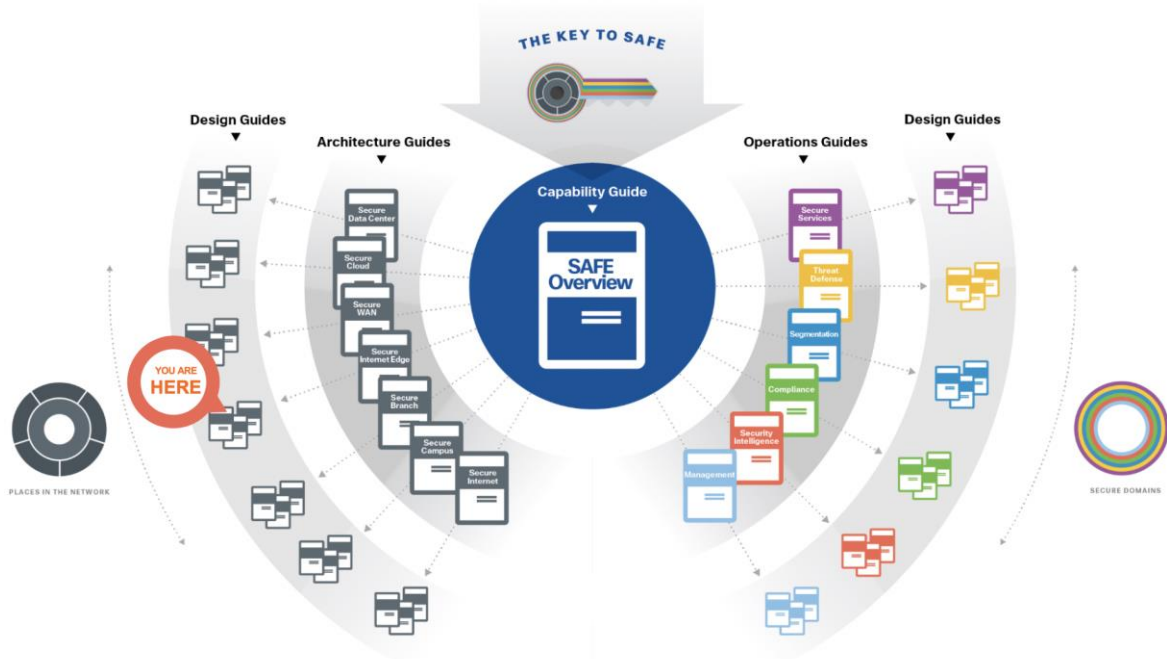 THE KEY TO SAFE
Design Guides
Architecture Guides
Operations Guides
Design Guides
Capability Guide
SAFE
Overview
Secure
Data Center
Secure
Cloud
Secure
WAN
Secure
Internet Edge
Secure
Branch
Secure
Campus
Secure
Internet
Secure
Services
Threat
Defense
Segmentation
Compliance
Security
Intelligence
Management
YOU ARE
HERE
PLACES IN THE NETWORK
SECURE DOMAINS